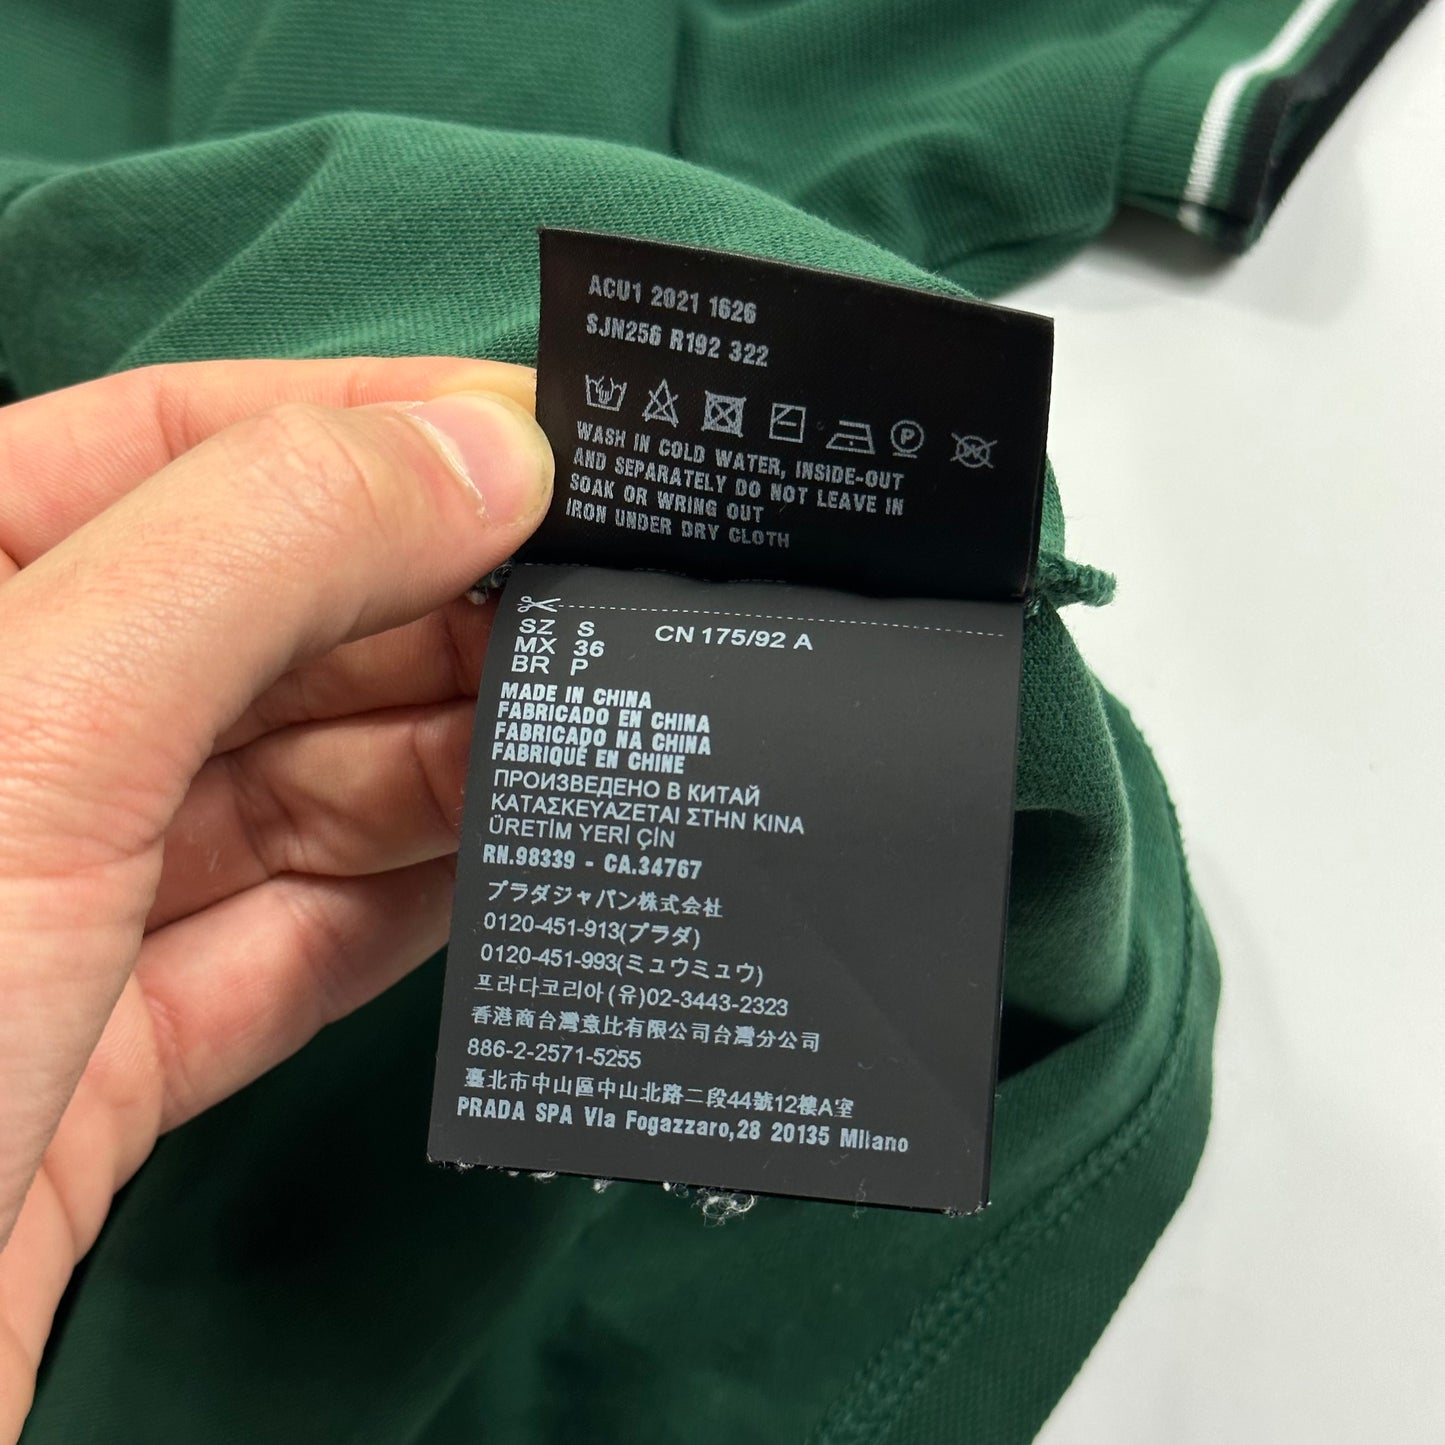 ACU1 2021 1626
SJN256 R192 322
P
W
WASH IN COLD WATER, INSIDE-OUT
AND SEPARATELY DO NOT LEAVE IN
SOAK OR WRING OUT
IRON UNDER DRY CLOTH
SZ S CN 175/92 A
MX 36
BR P
MADE IN CHINA
FABRICADO EN CHINA
FABRICADO NA CHINA
FABRIQUÉ EN CHINE
ПРОИЗВЕДЕНО В КИТАЙ
ΚΑΤΑΣΚΕΥΑΖΕΤΑΙ ΣΤΗΝ ΚΙΝΑ
ÜRETİM YERİ ÇİN
RN.98339 - CA.34767
プラダジャパン株式会社
0120-451-913(プラダ)
0120-451-993(ミュウミュウ)
프라다코리아(유)02-3443-2323
香港商台灣意比有限公司台灣分公司
886-2-2571-5255
臺北市中山區中山北路二段44號12樓A室
PRADA SPA VIa Fogazzaro,28 20135 Milano